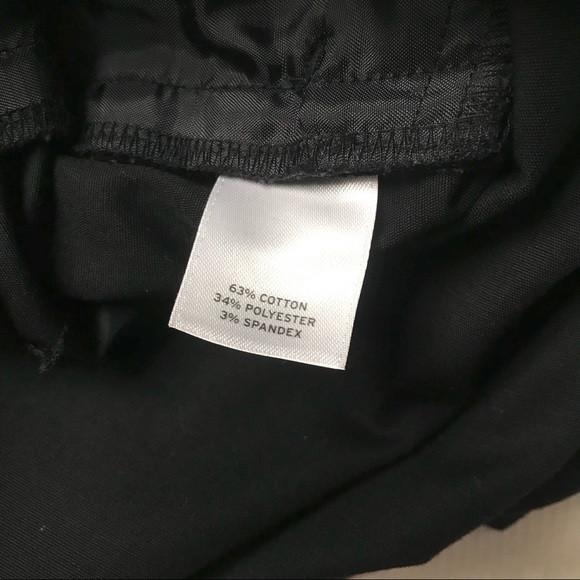 63% COTTON
34% POLYESTER
3% SPANDEX